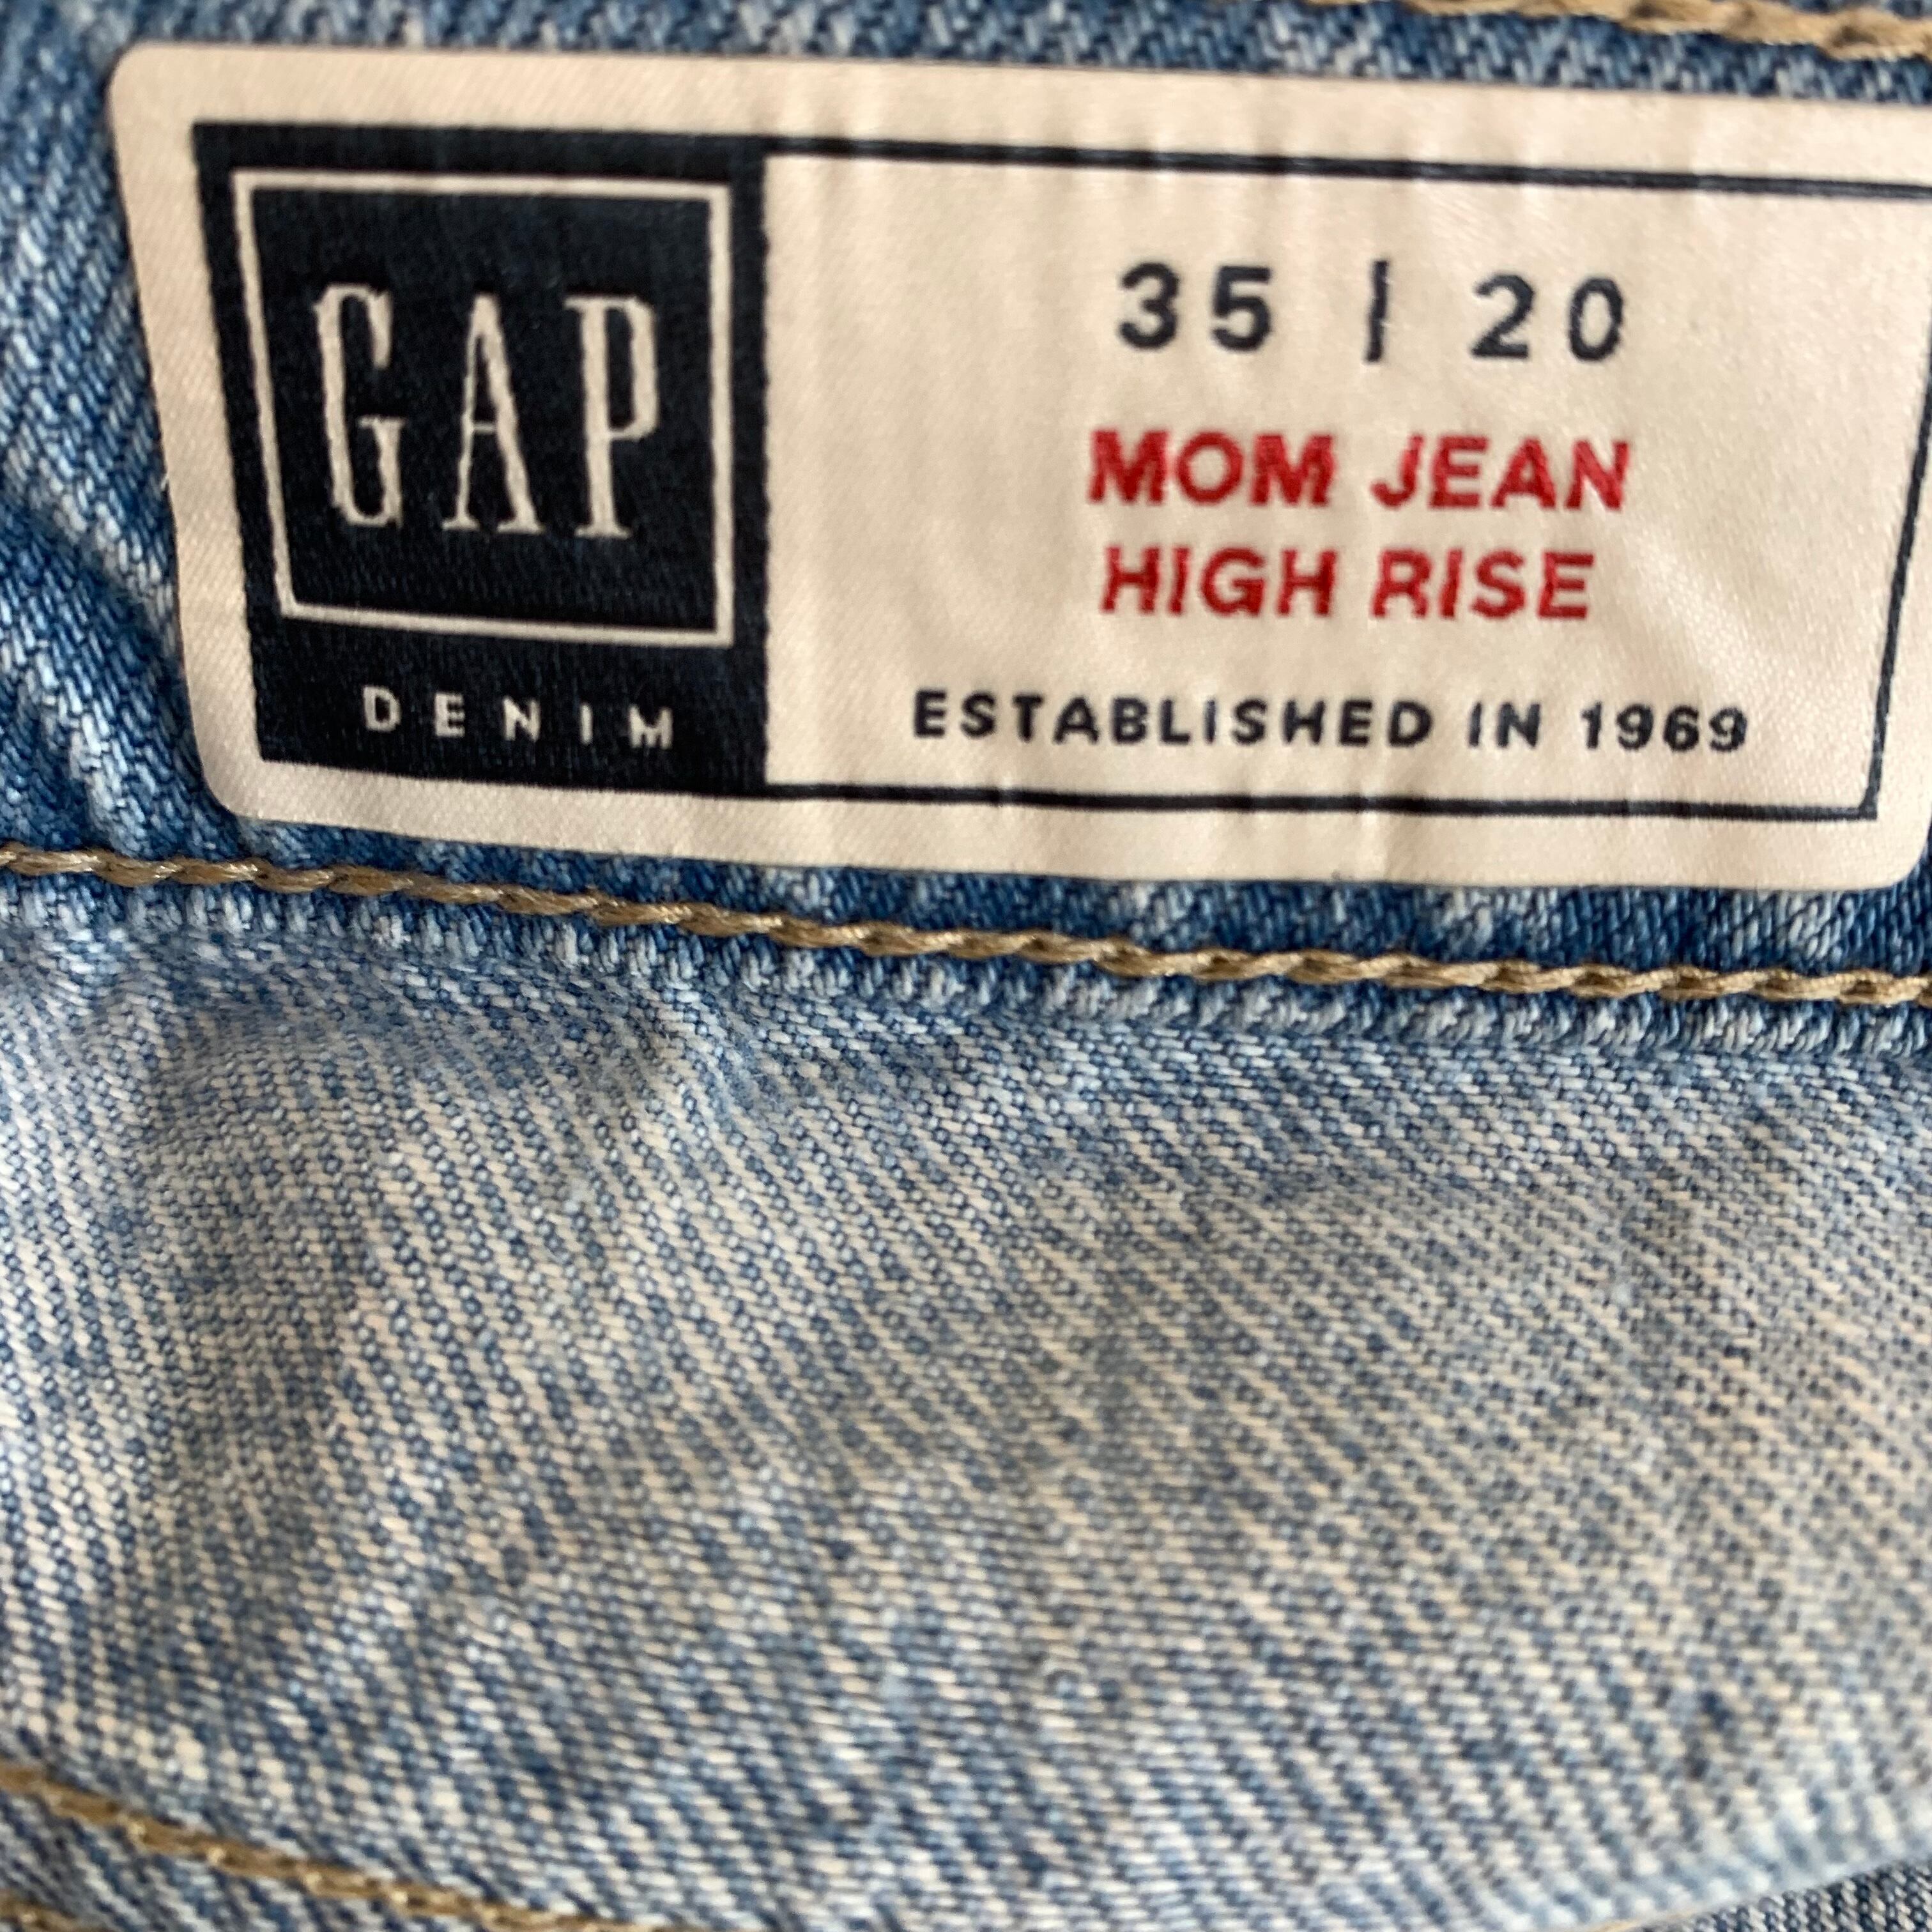 GAP
DENIM
35 | 20
MOM JEAN
HIGH RISE
ESTABLISHED IN 1969